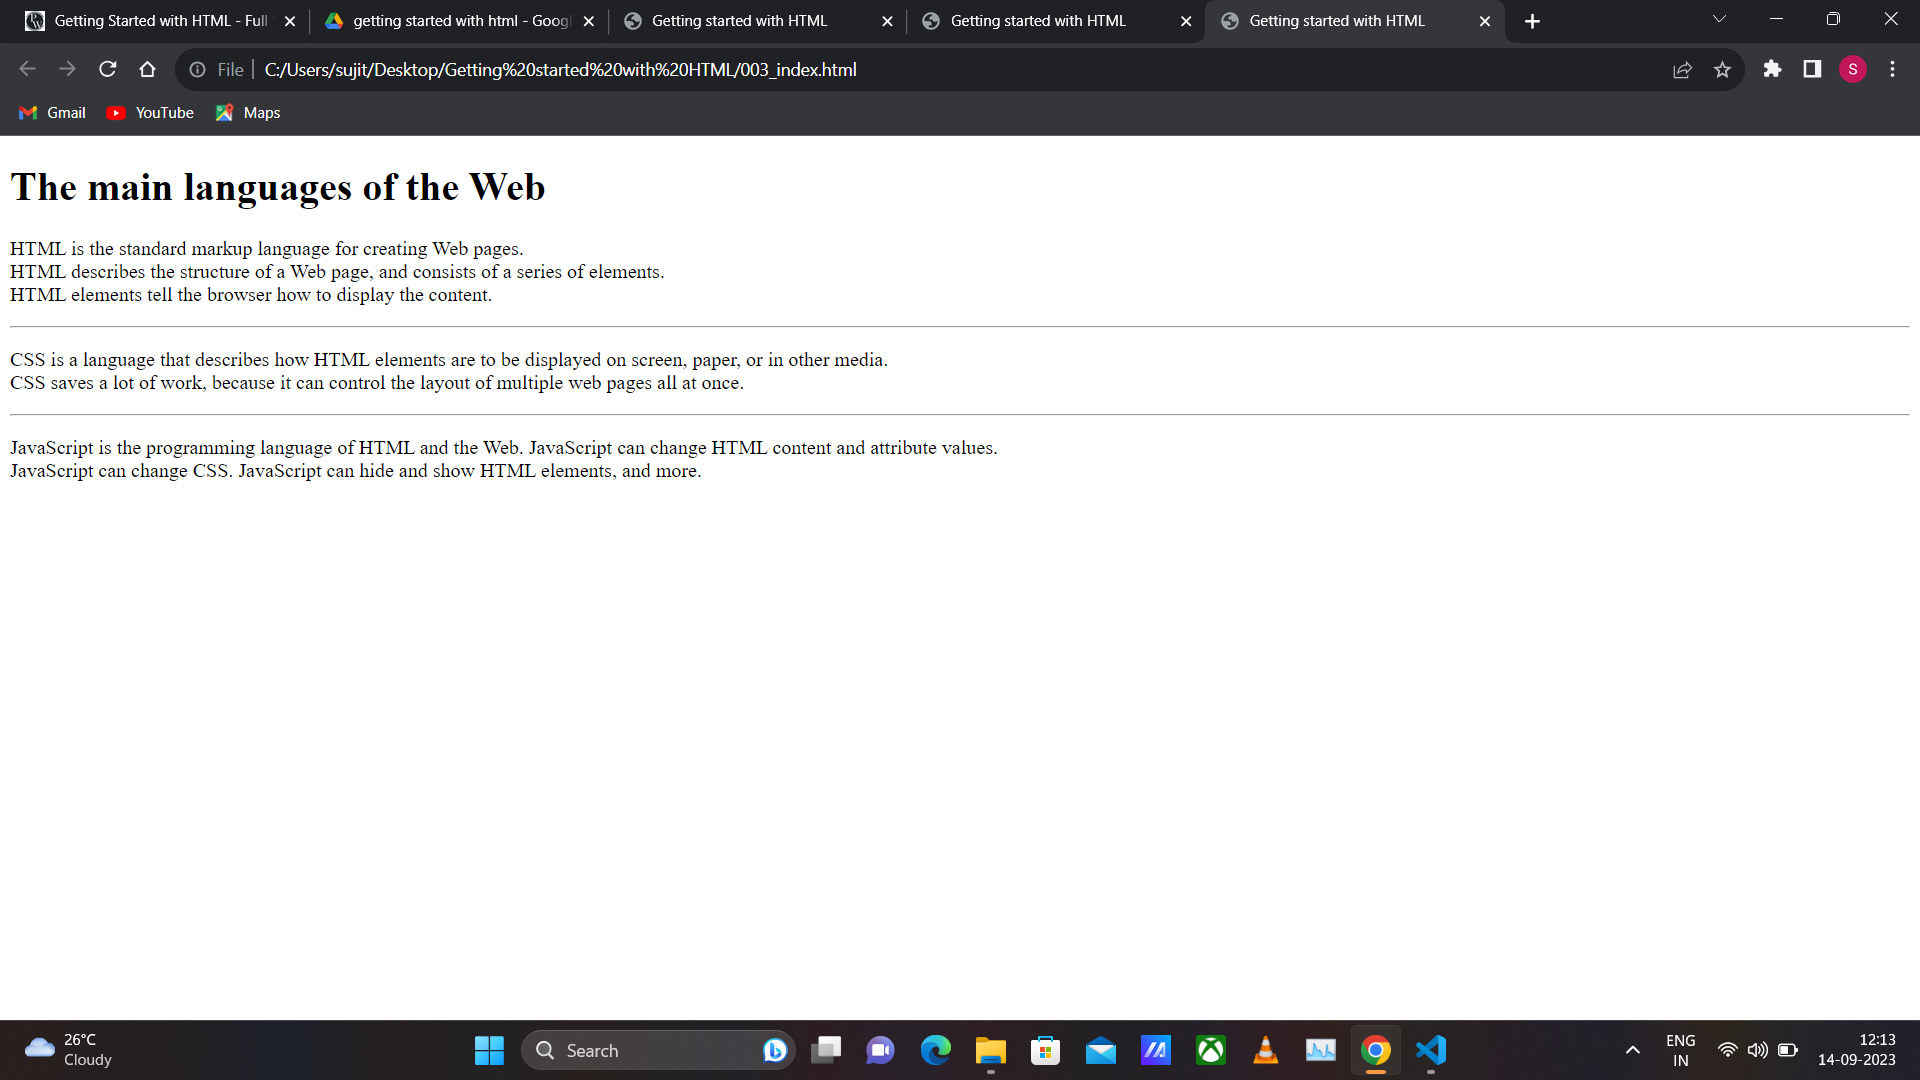 Getting Started with HTML - Full
getting started with html - Goog
Getting started with HTML
Getting started with HTML
Getting started with HTML
File
C:/Users/sujit/Desktop/Getting%20started%20with%20HTML/003_index.html
S
Gmail
YouTube
Maps
The main languages of the Web
HTML is the standard markup language for creating Web pages.
HTML describes the structure of a Web page, and consists of a series of elements.
HTML elements tell the browser how to display the content.
CSS is a language that describes how HTML elements are to be displayed on screen, paper, or in other media.
CSS saves a lot of work, because it can control the layout of multiple web pages all at once.
JavaScript is the programming language of HTML and the Web. JavaScript can change HTML content and attribute values.
JavaScript can change CSS. JavaScript can hide and show HTML elements, and more.
26°C
Cloudy
Search
ENG
IN
12:13
14-09-2023